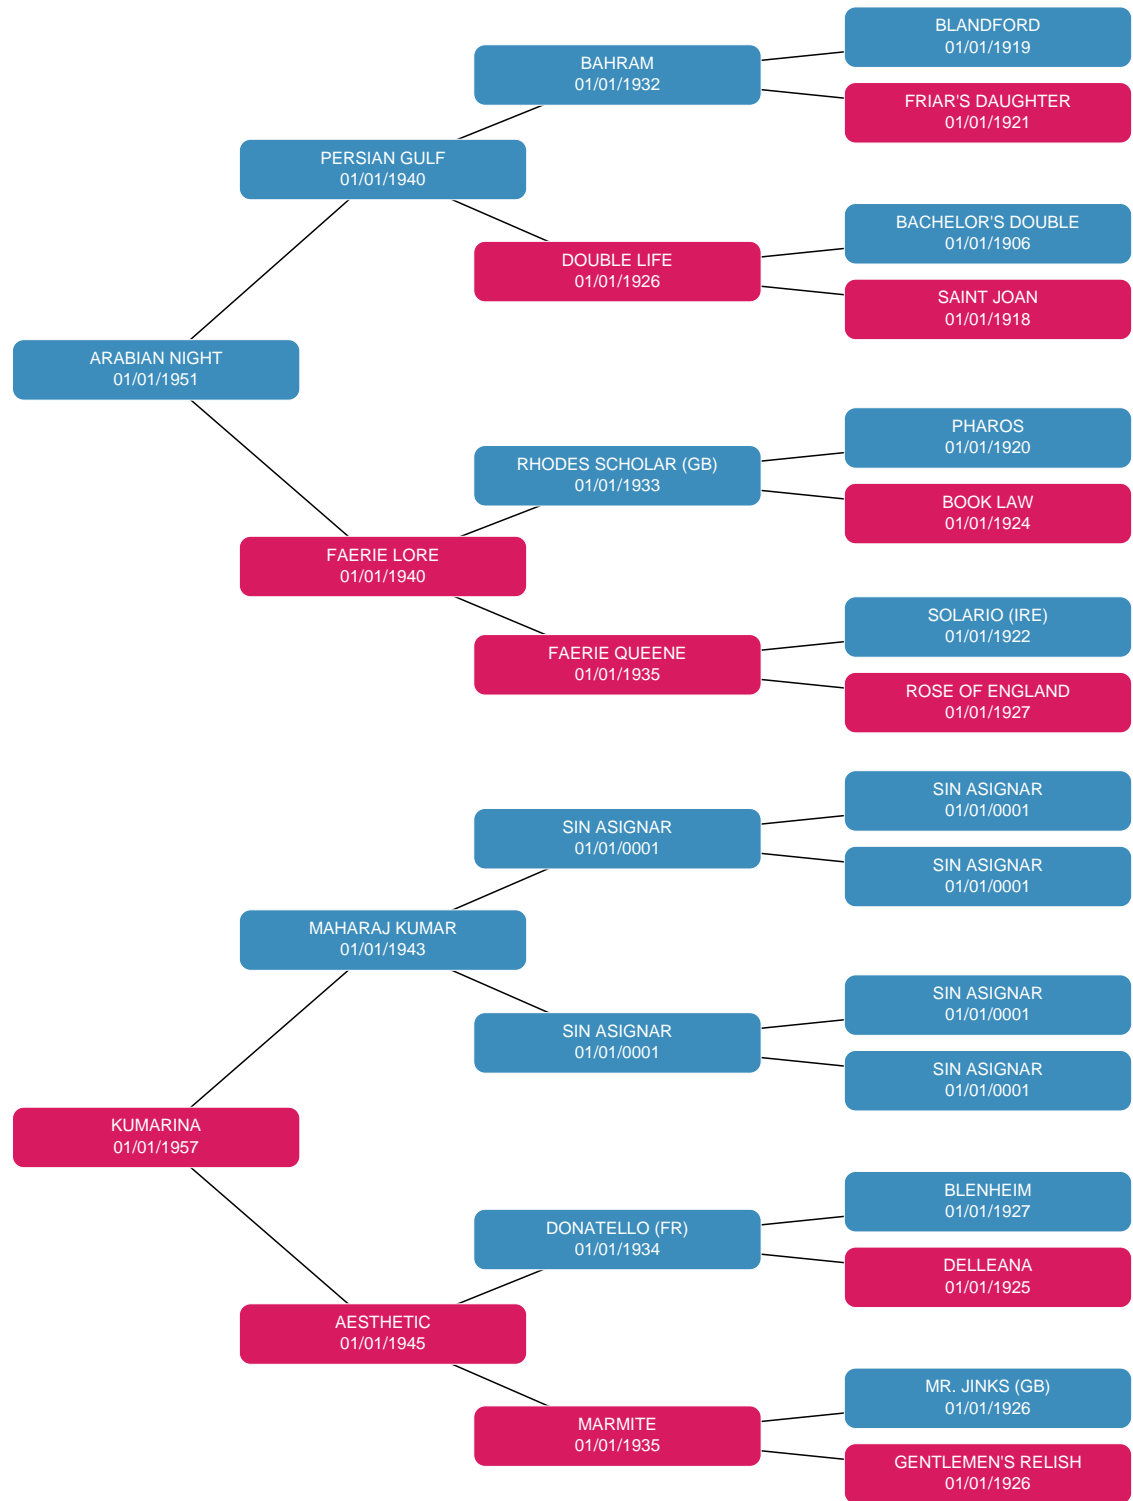 BLANDFORD
01/01/1919
BAHRAM
01/01/1932
FRIAR'S DAUGHTER
01/01/1921
PERSIAN GULF
01/01/1940
BACHELOR'S DOUBLE
01/01/1906
DOUBLE LIFE
01/01/1926
SAINT JOAN
01/01/1918
ARABIAN NIGHT
01/01/1951
PHAROS
01/01/1920
RHODES SCHOLAR (GB)
01/01/1933
BOOK LAW
01/01/1924
FAERIE LORE
01/01/1940
SOLARIO (IRE)
01/01/1922
FAERIE QUEENE
01/01/1935
ROSE OF ENGLAND
01/01/1927
SIN ASIGNAR
01/01/0001
SIN ASIGNAR
01/01/0001
SIN ASIGNAR
01/01/0001
MAHARAJ KUMAR
01/01/1943
SIN ASIGNAR
01/01/0001
SIN ASIGNAR
01/01/0001
SIN ASIGNAR
01/01/0001
KUMARINA
01/01/1957
BLENHEIM
01/01/1927
DONATELLO (FR)
01/01/1934
DELLEANA
01/01/1925
AESTHETIC
01/01/1945
MR. JINKS (GB)
01/01/1926
MARMITE
01/01/1935
GENTLEMEN'S RELISH
01/01/1926